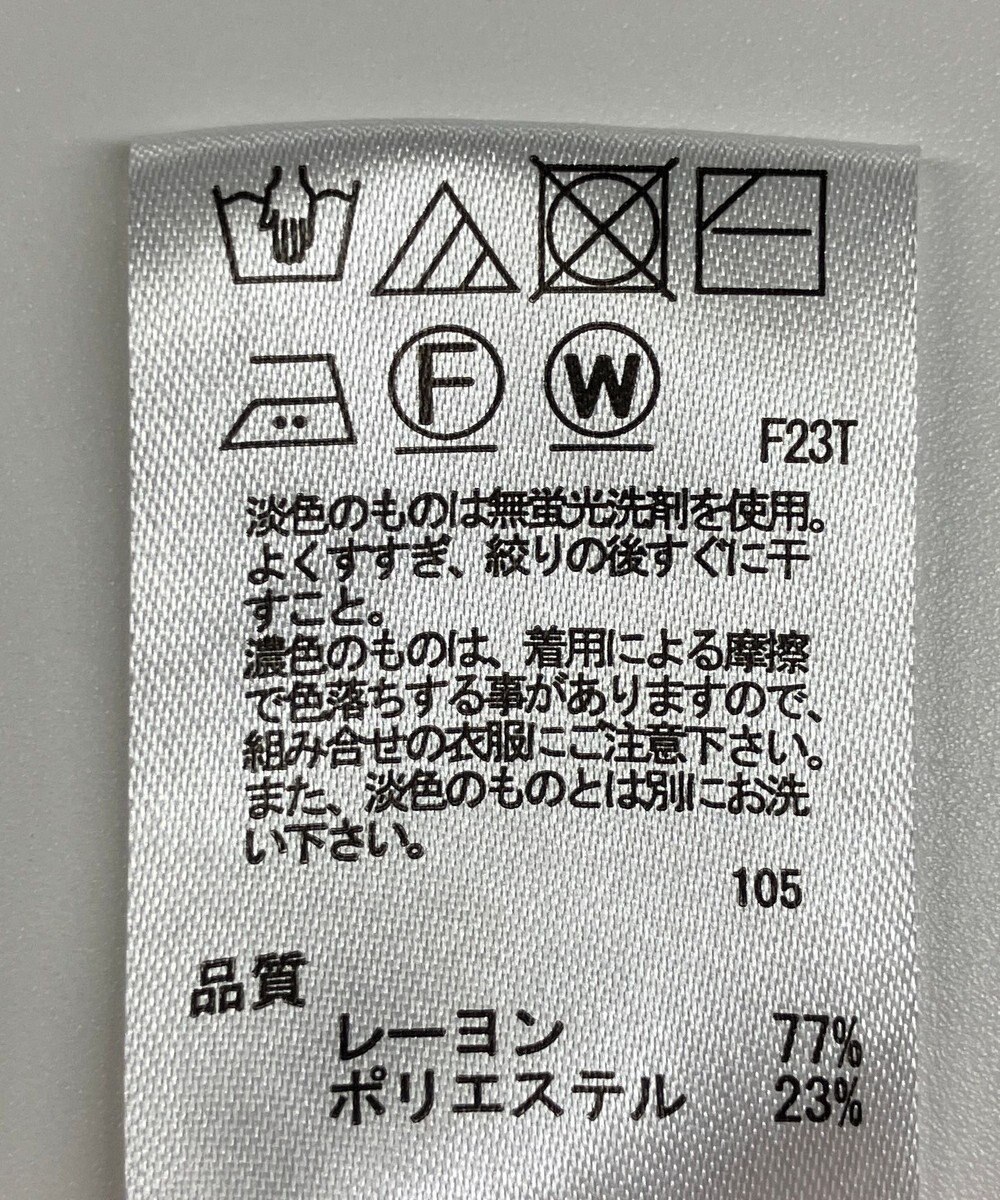 F W
F23T
淡色のものは無蛍光洗剤を使用。
よくすすぎ、絞りの後すぐに干
すこと。
濃色のものは、着用による摩擦
で色落ちする事がありますので、
組み合せの衣服にご注意下さい。
また、淡色のものとは別にお洗
い下さい。
105
品質
レーヨン 77%
ポリエステル 23%